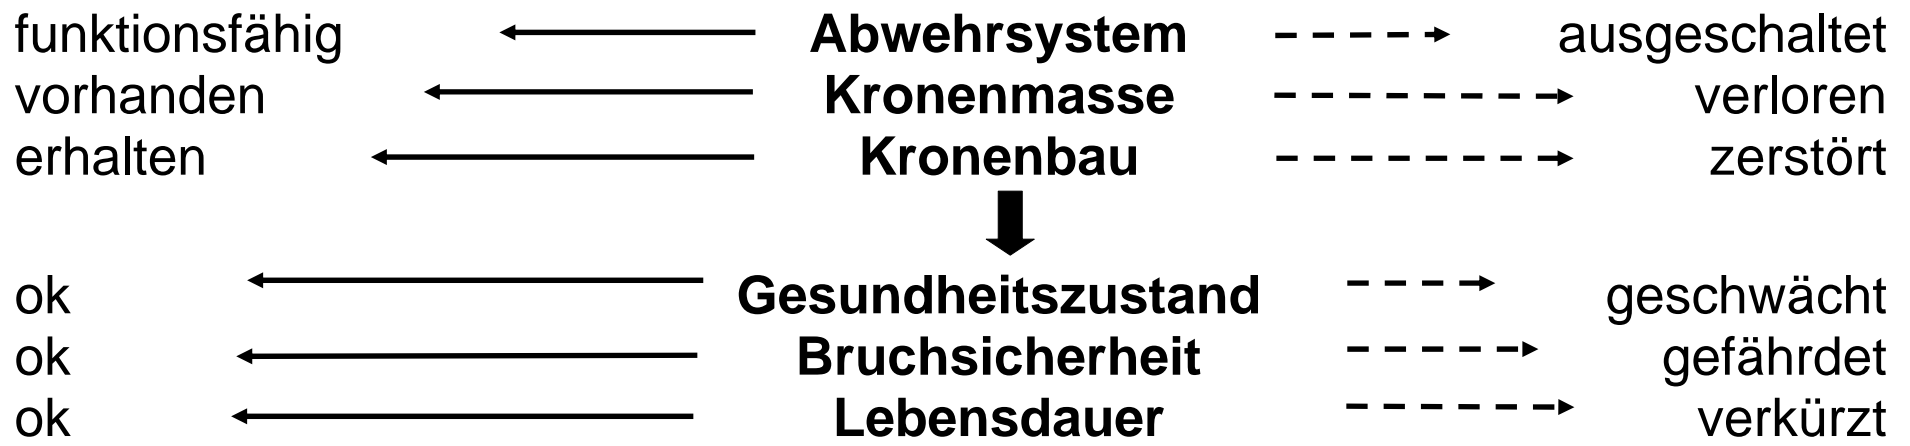 funktionsfähig Abwehrsystem ausgeschaltet
vorhanden Kronenmasse verloren
erhalten Kronenbau zerstört
ok Gesundheitszustand geschwächt
ok Bruchsicherheit gefährdet
ok Lebensdauer verkürzt